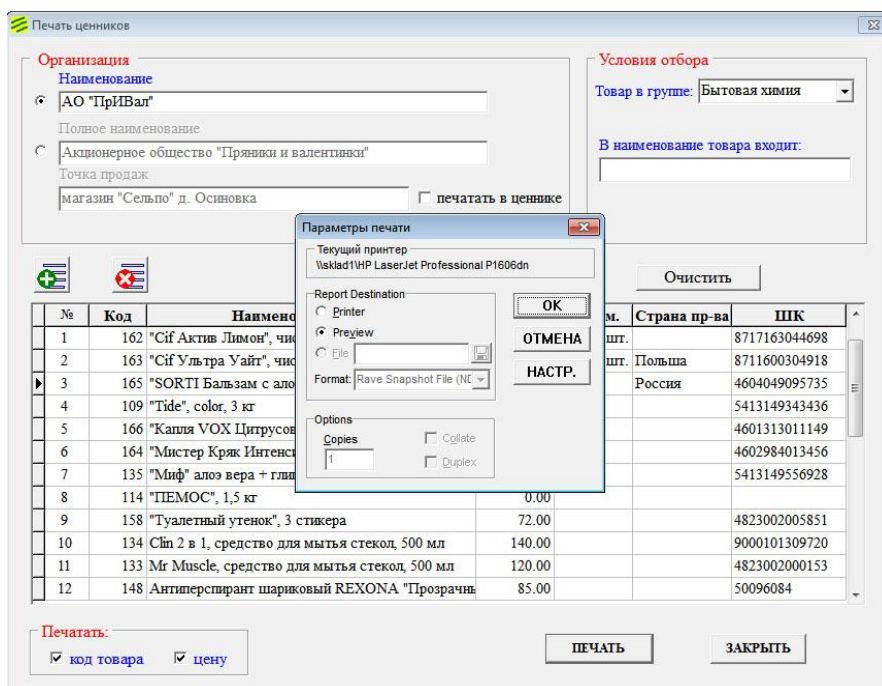 Печать ценников
Организация
Наименование
АО "ПрИВал"
Полное наименование
Акционерное общество "Пряники и валентинки"
Точка продаж
магазин "Сельпо" д. Осиновка
печатать в ценнике
Условия отбора
Товар в группе: Бытовая химия
В наименование товара входит:
Параметры печати
Текущий принтер
\\sklad1\HP LaserJet Professional P1606dn
Report Destination
Printer
Preview
File
Format: Rave Snapshot File (ND
OK
ОТМЕНА
НАСТР.
Options
Copies
1
Collate
Duplex
Очистить
№ Код Наимено м. Страна пр-ва ШК
1 162 "Cif Актив Лимон", чис шт. 8717163044698
2 163 "Cif Ультра Уайт", чис шт. Польша 8711600304918
3 165 "SORTI Бальзам с ало Россия 4604049095735
4 109 "Tide", color, 3 кг 5413149343436
5 166 "Капля VOX Цитрусов 4601313011149
6 164 "Мистер Кряк Интенси 4602984013456
7 135 "Миф" алоэ вера + гли 5413149556928
8 114 "ПЕМОС", 1,5 кг 0.00
9 158 "Туалетный утенок", 3 стикера 72.00 4823002005851
10 134 Clin 2 в 1, средство для мытья стекол, 500 мл 140.00 9000101309720
11 133 Mr Muscle, средство для мытья стекол, 500 мл 120.00 4823002000153
12 148 Антиперспирант шариковый REXONA "Прозрачнь 85.00 50096084
Печатать:
код товара цену
ПЕЧАТЬ
ЗАКРЫТЬ